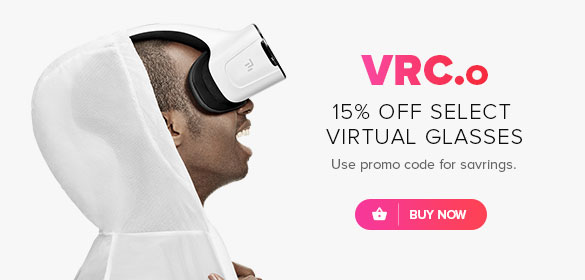 VRC.o
15% OFF SELECT
VIRTUAL GLASSES
Use promo code for savrings.
BUY NOW